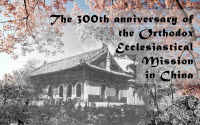 The 300th anniversary of
the Orthodox
Ecclesiastical
Mission
in China